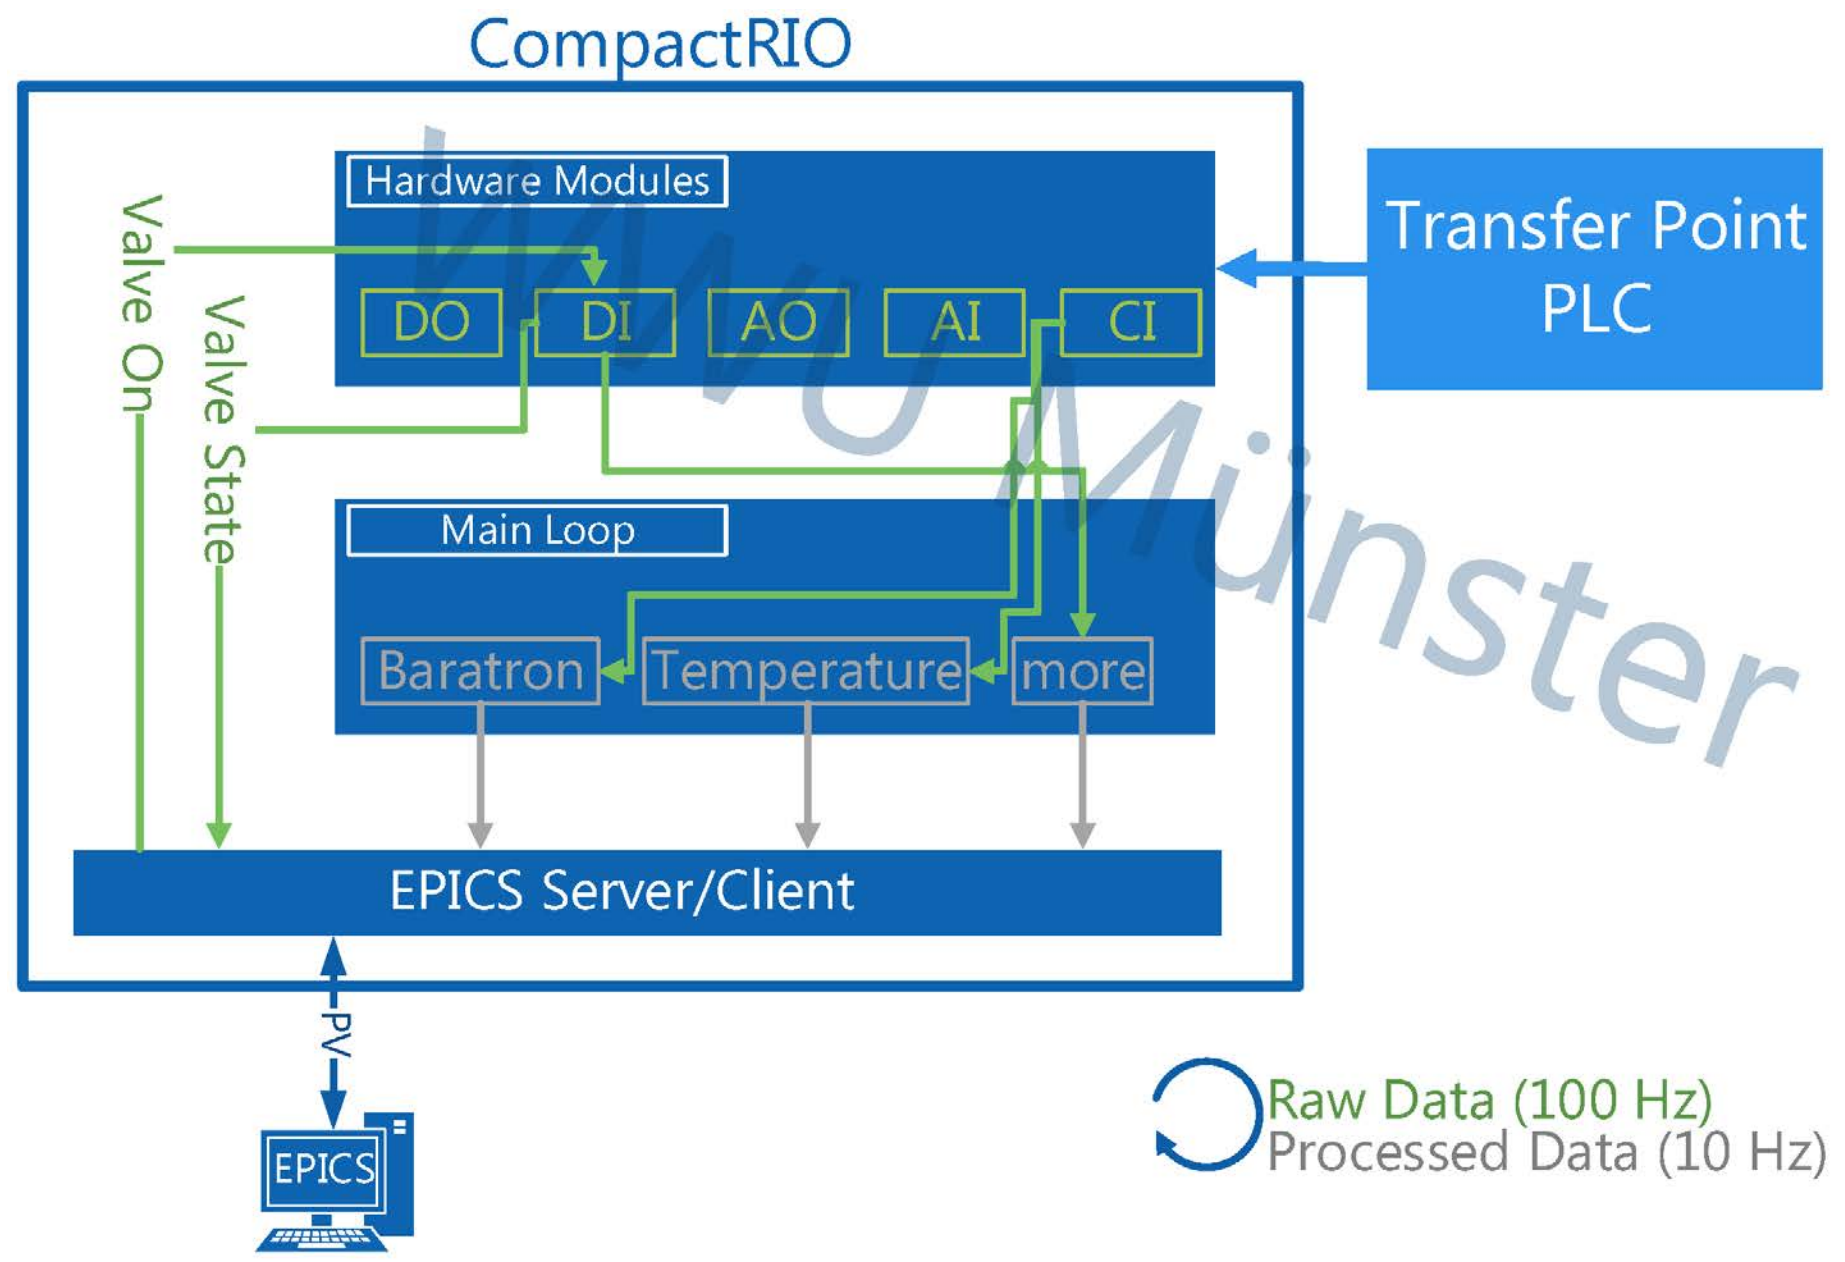 CompactRIO
Hardware Modules
Valve On
Valve State
DO
DI
AO
AI
CI
Transfer Point
PLC
Main Loop
Baratron
Temperature
more
EPICS Server/Client
PV
EPICS
Raw Data (100 Hz)
Processed Data (10 Hz)
WWU Münster